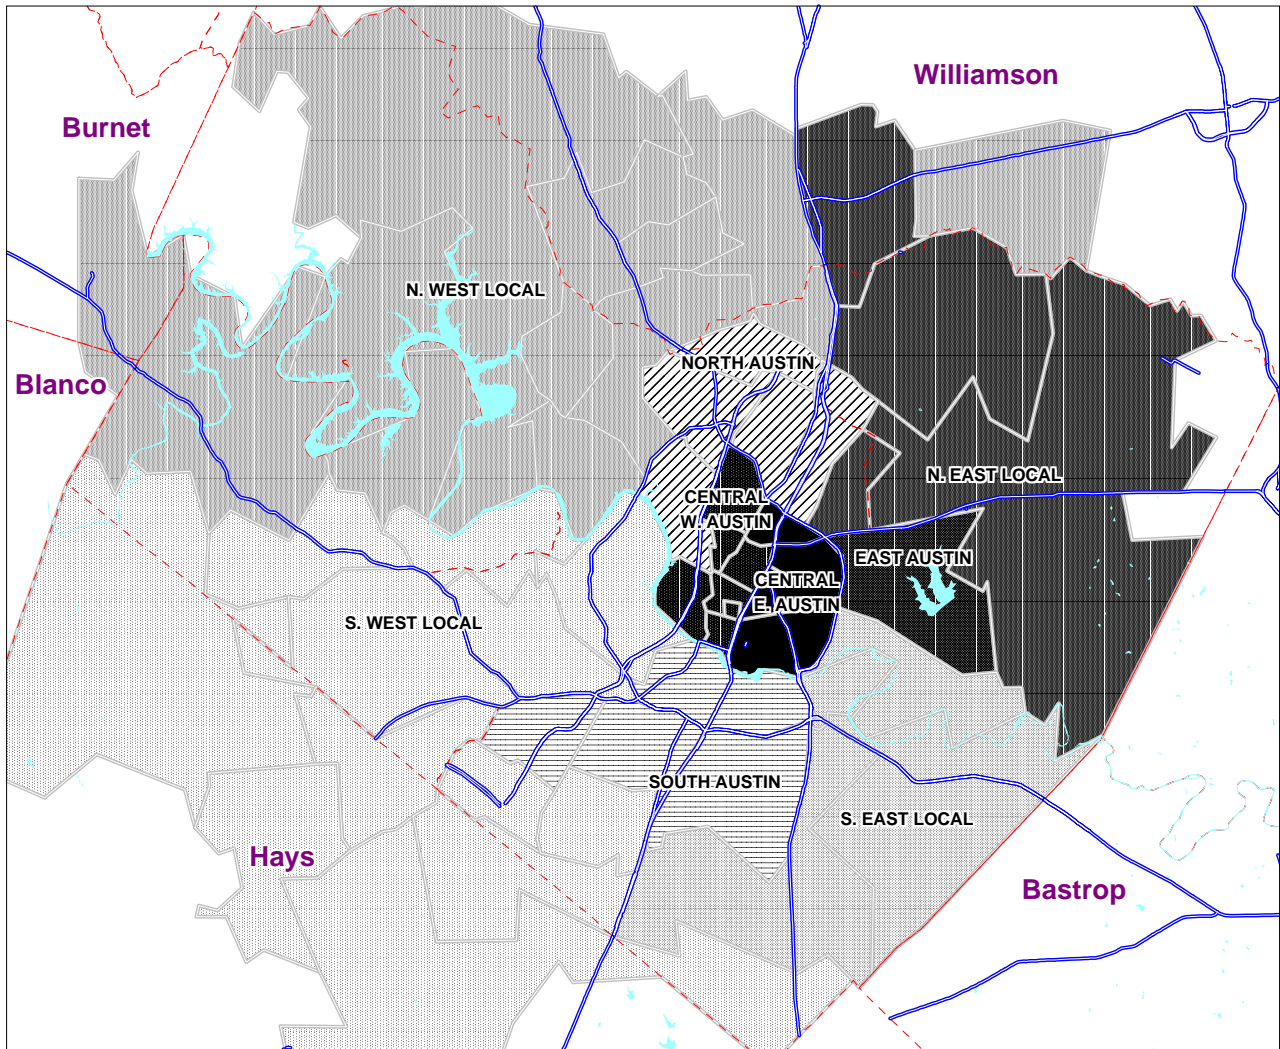 Williamson
Burnet
N. WEST LOCAL
NORTH AUSTIN
Blanco
N. EAST LOCAL
CENTRAL
W. AUSTIN
EAST AUSTIN
CENTRAL
E. AUSTIN
S. WEST LOCAL
SOUTH AUSTIN
S. EAST LOCAL
Hays
Bastrop